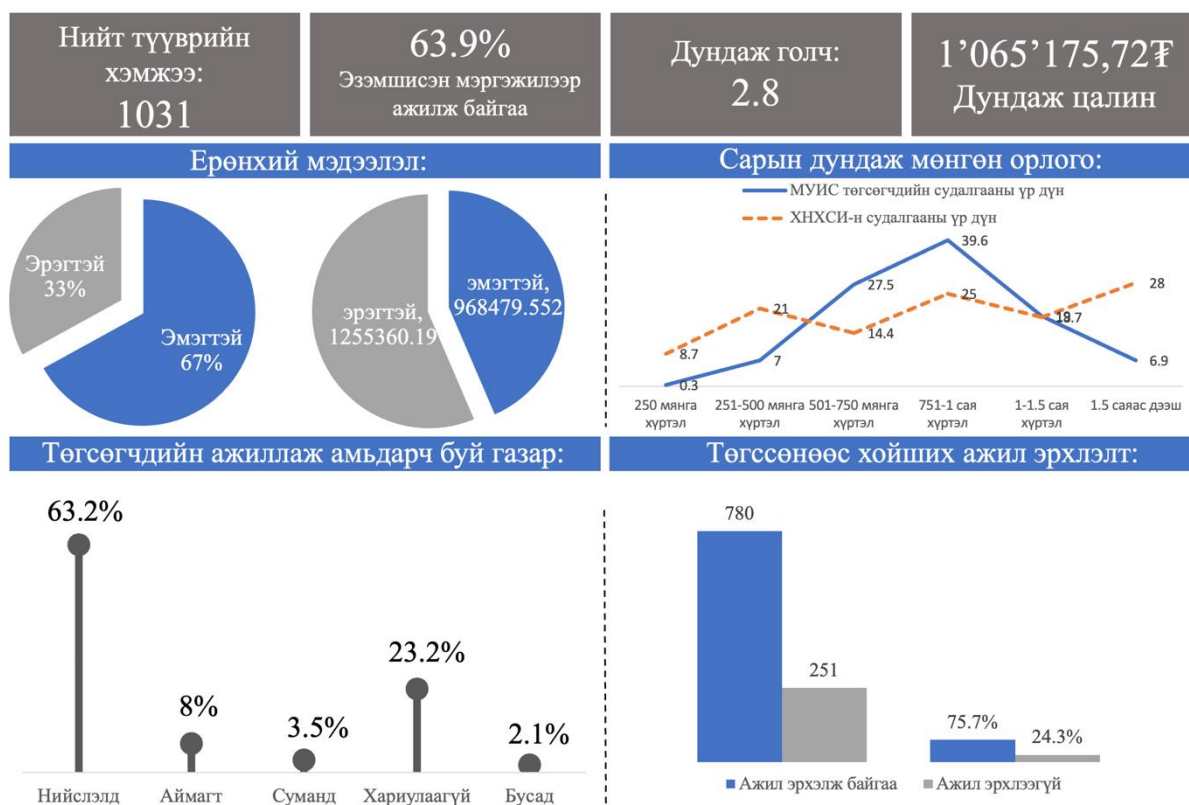 Нийт түүврийн
хэмжээ:
1031
63.9%
Эзэмшисэн мэргэжилээр
ажилж байгаа
Дундаж голч:
2.8
1’065’175,72₮
Дундаж цалин
Ерөнхий мэдээлэл:
Эрэгтэй
33%
Эмэгтэй
67%
эрэгтэй,
1255360.19
эмэгтэй,
968479.552
Сарын дундаж мөнгөн орлого:
МУИС төгсөгчдийн судалгааны үр дүн
ХНХСИ-н судалгааны үр дүн
39.6
27.5
28
21
25
14.4
18.7
8.7
7
6.9
0.3
250 мянга
хүртэл
251-500 мянга
хүртэл
501-750 мянга
хүртэл
751-1 сая
хүртэл
1-1.5 сая
хүртэл
1.5 саяас дээш
Төгсөгчдийн ажиллаж амьдарч буй газар:
63.2%
8%
3.5%
23.2%
2.1%
Нийслэлд
Аймагт
Суманд
Хариулаагүй
Бусад
Төгссөнөөс хойших ажил эрхлэлт:
780
251
75.7%
24.3%
Ажил эрхэлж байгаа
Ажил эрхлээгүй